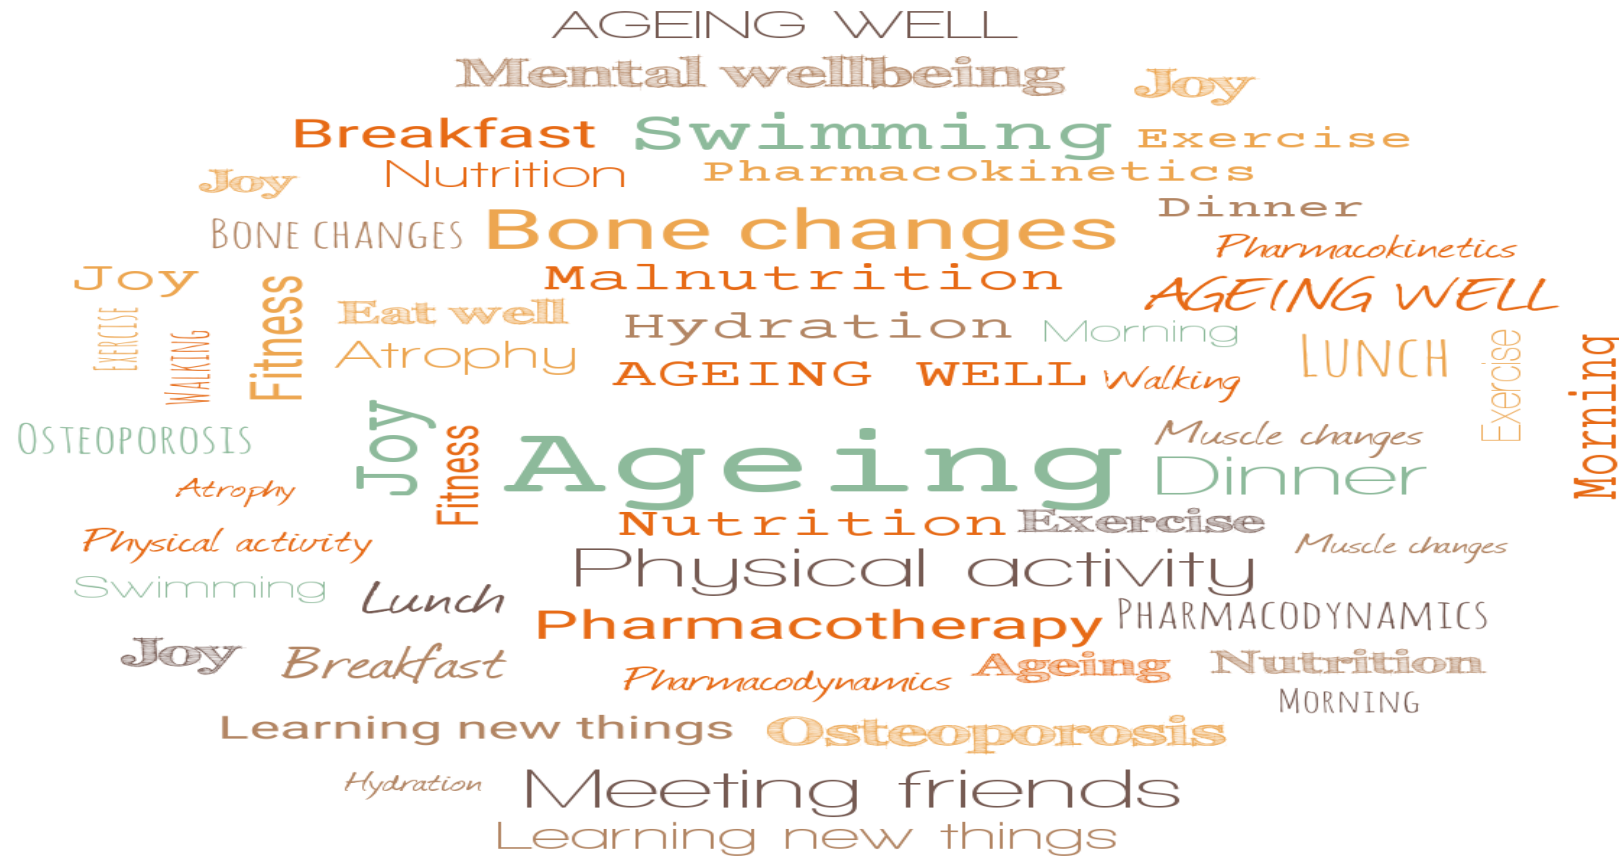 AGEING WELL
Mental wellbeing
Joy
Breakfast
Swimming
Exercise
Joy
Nutrition
Pharmacokinetics
Dinner
Bone changes
Bone changes
Pharmacokinetics
Joy
Malnutrition
AGEING WELL
Exercise
Walking
Fitness
Eat well
Hydration
Morning
Lunch
Exercise
Morning
Atrophy
AGEING WELL
Walking
Osteoporosis
Joy
Fitness
Ageing
Muscle changes
Dinner
Atrophy
Nutrition
Exercise
Physical activity
Physical activity
Muscle changes
Swimming
Lunch
Pharmacotherapy
Pharmacodynamics
Joy
Breakfast
Pharmacodynamics
Ageing
Nutrition
Morning
Learning new things
Osteoporosis
Hydration
Meeting friends
Learning new things